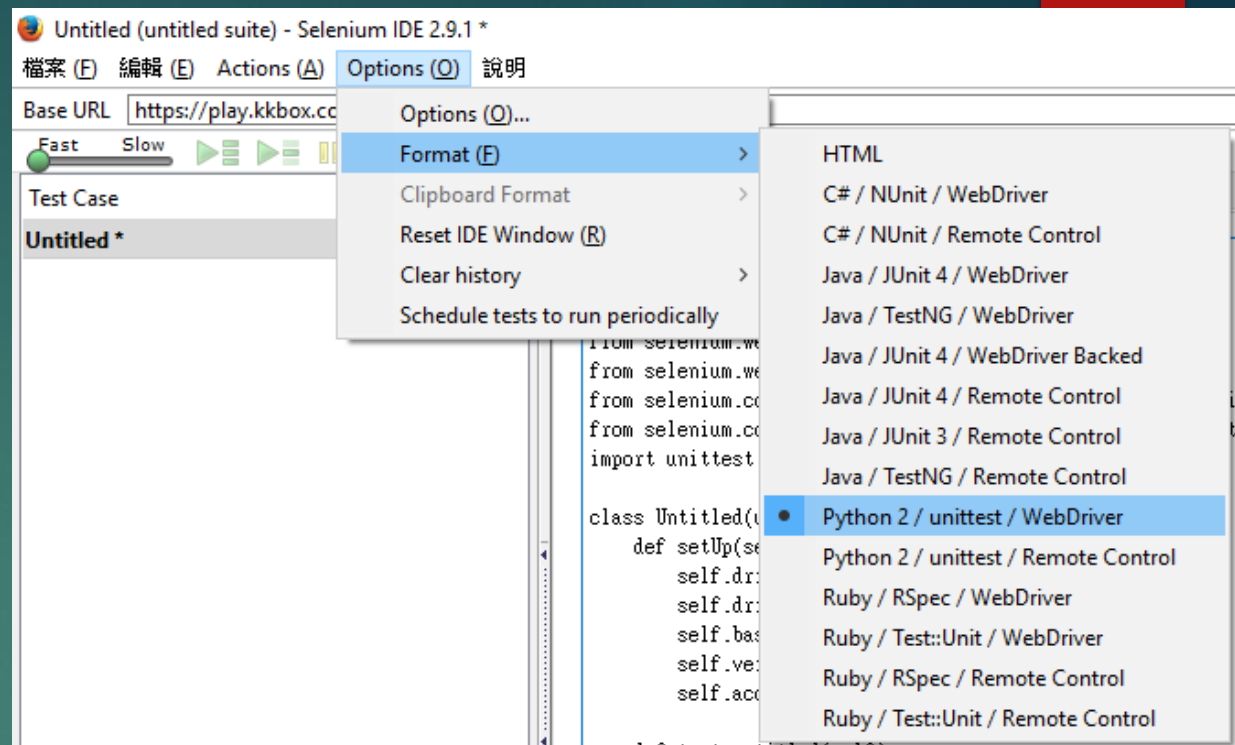 Untitled (untitled suite) - Selenium IDE 2.9.1 *
檔案 (F) 編輯 (E) Actions (A) Options (O) 說明
Base URL https://play.kkbox.cc
Fast Slow
Test Case
Untitled *
Options (O)...
Format (F)
Clipboard Format
Reset IDE Window (R)
Clear history
Schedule tests to run periodically
HTML
C# / NUnit / WebDriver
C# / NUnit / Remote Control
Java / JUnit 4 / WebDriver
Java / TestNG / WebDriver
Java / JUnit 4 / WebDriver Backed
Java / JUnit 4 / Remote Control
Java / JUnit 3 / Remote Control
Java / TestNG / Remote Control
Python 2 / unittest / WebDriver
Python 2 / unittest / Remote Control
Ruby / RSpec / WebDriver
Ruby / Test::Unit / WebDriver
Ruby / RSpec / Remote Control
Ruby / Test::Unit / Remote Control
from selenium.we
from selenium.we
from selenium.co
from selenium.co
import unittest
class Untitled(u
def setUp(se
self.dri
self.dri
self.bas
self.ver
self.acc